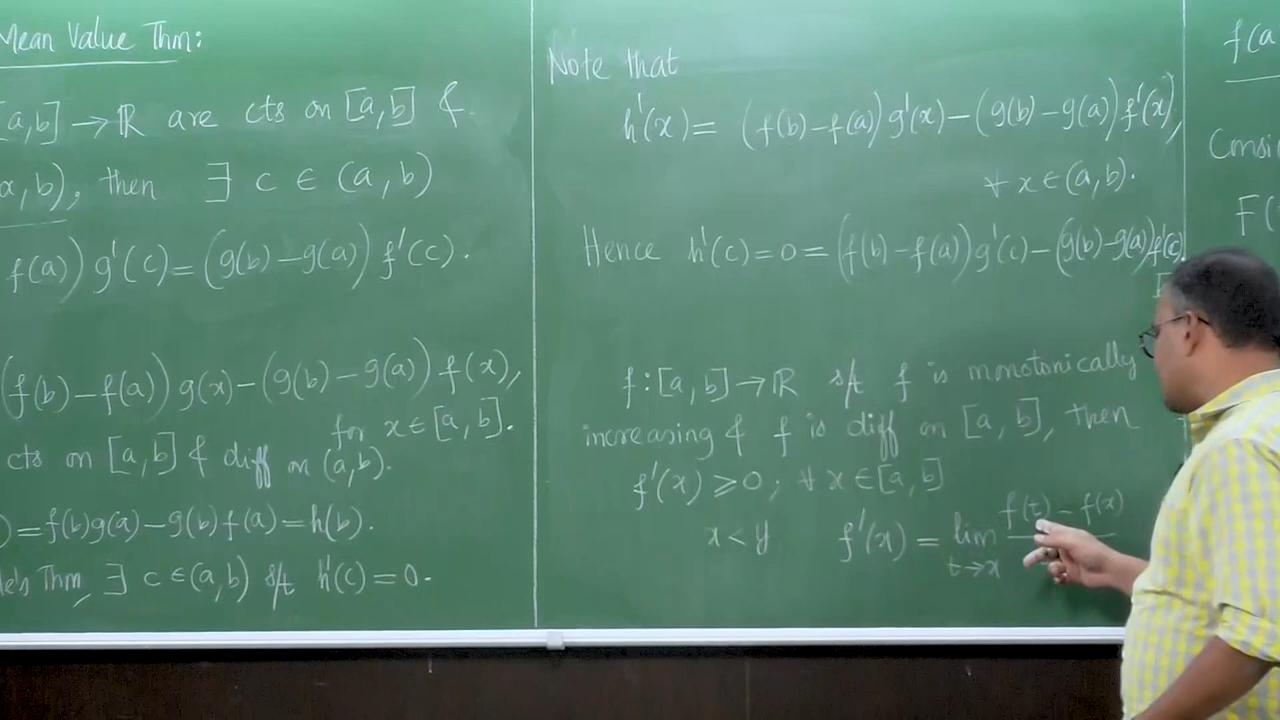 Mean Value Thm:
[a,b] → ℝ are cts on [a,b] &
, b), then ∃ c ∈ (a,b)
f(a)) g'(c) = (g(b) – g(a)) f'(c).
(f(b) – f(a)) g(x) – (g(b) – g(a)) f(x),
for x ∈ [a,b].
cts on [a,b] & diff on (a,b).
) = f(b)g(a) – g(b)f(a) = h(b).
le's Thm, ∃ c ∈ (a,b) s/t h'(c) = 0.
Note that
h'(x) = (f(b) – f(a)) g'(x) – (g(b) – g(a)) f'(x),
∀ x ∈ (a,b).
Hence h'(c) = 0 = (f(b) – f(a)) g'(c) – (g(b) – g(a)) f'(c)
f : [a,b] → ℝ s/t f is monotonically
increasing & f is diff on [a,b], then
f'(x) ⩾ 0, ∀ x ∈ [a,b]
x < y f'(x) = lim t→x f(t) – f(x)
f(a
Consi
F(